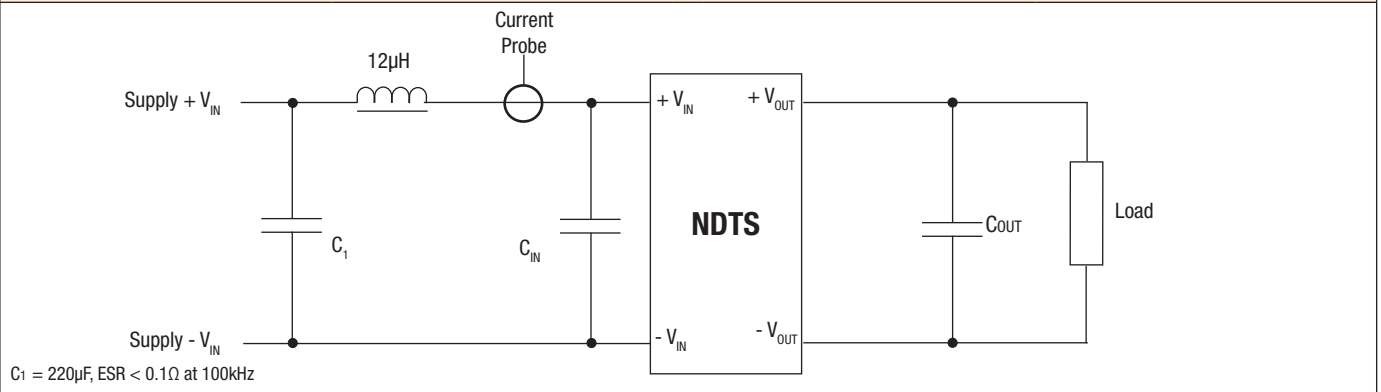 Current
Probe
12µH
Supply + V_IN
+ V_IN
+ V_OUT
NDTS
C_1
C_IN
C_OUT
Load
Supply - V_IN
- V_IN
- V_OUT
C1 = 220µF, ESR < 0.1Ω at 100kHz